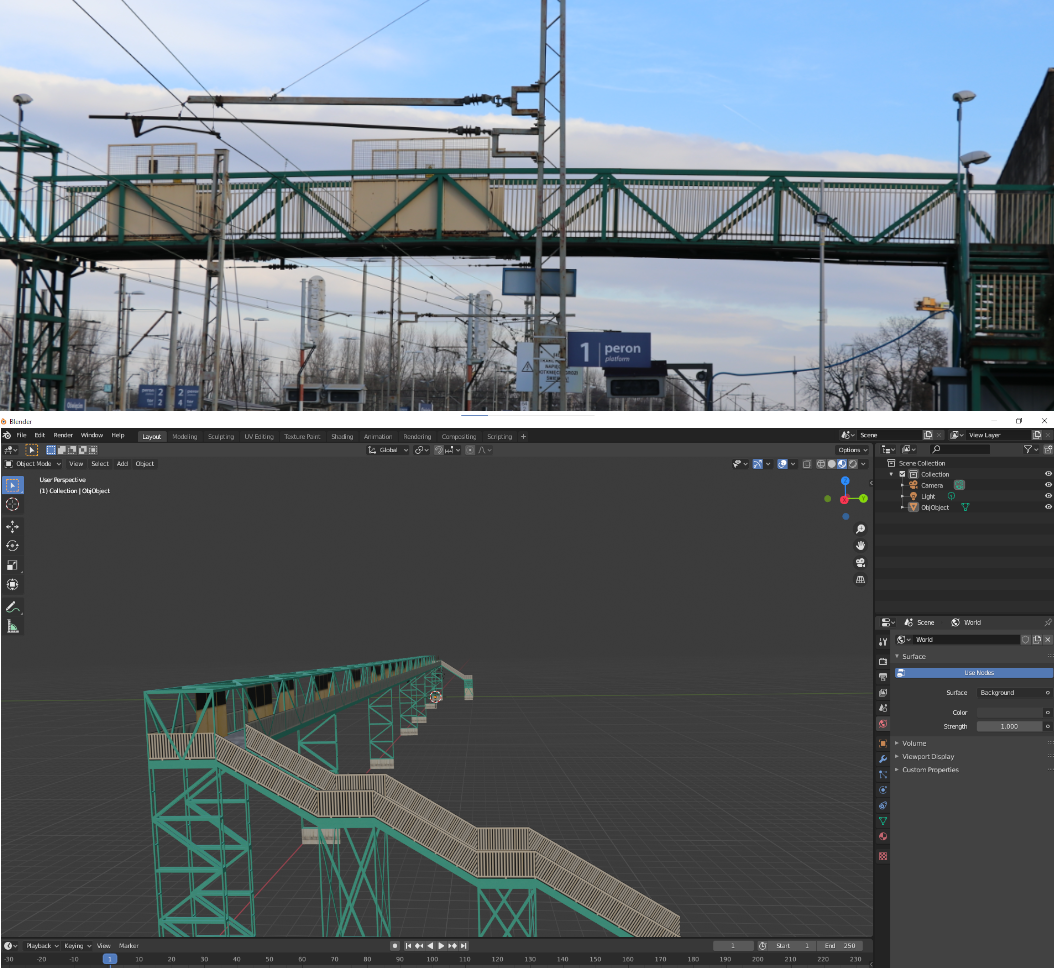 1 peron
platform
Blender
File Edit Render Window Help Layout Modeling Sculpting UV Editing Texture Paint Shading Animation Rendering Compositing Scripting + Scene View Layer
Global Options
Object Mode View Select Add Object
User Perspective
(1) Collection | ObjObject
Scene Collection
Collection
Camera
Light
ObjObject
Scene World
World
Surface
Use Nodes
Surface Background
Color
Strength 1.000
Volume
Viewport Display
Custom Properties
Playback Keying View Marker 1 Start 1 End 250
-30 -20 -10 1 10 20 30 40 50 60 70 80 90 100 110 120 130 140 150 160 170 180 190 200 210 220 230